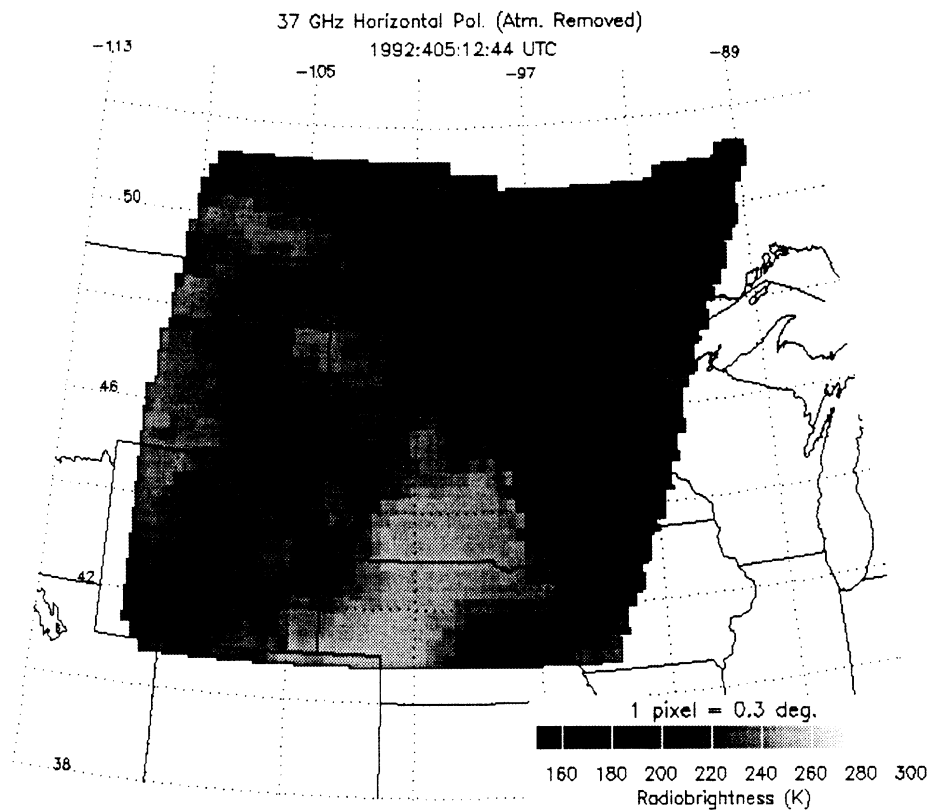 37 GHz Horizontal Pol. (Atm. Removed)
1992:405:12:44 UTC
-113
-105
-97
-89
50
46
42
38
1 pixel = 0.3 deg.
160 180 200 220 240 260 280 300
Radiobrightness (K)